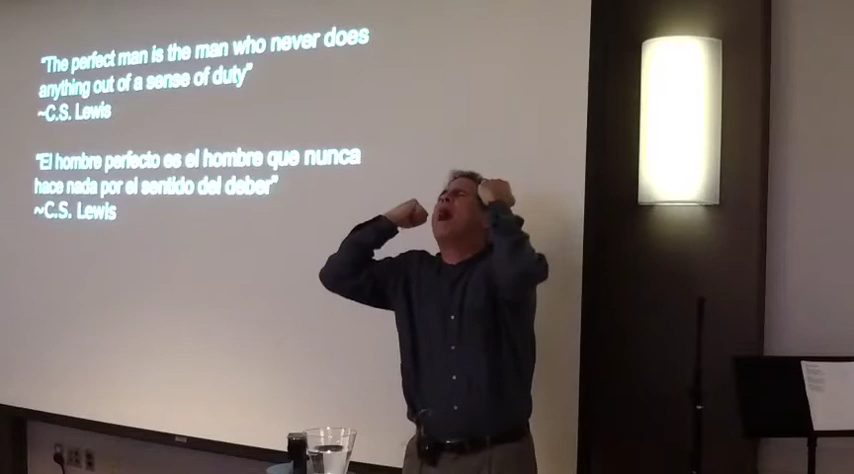 "The perfect man is the man who never does
anything out of a sense of duty"
~C.S. Lewis
"El hombre perfecto es el hombre que nunca
hace nada por el sentido del deber"
~C.S. Lewis